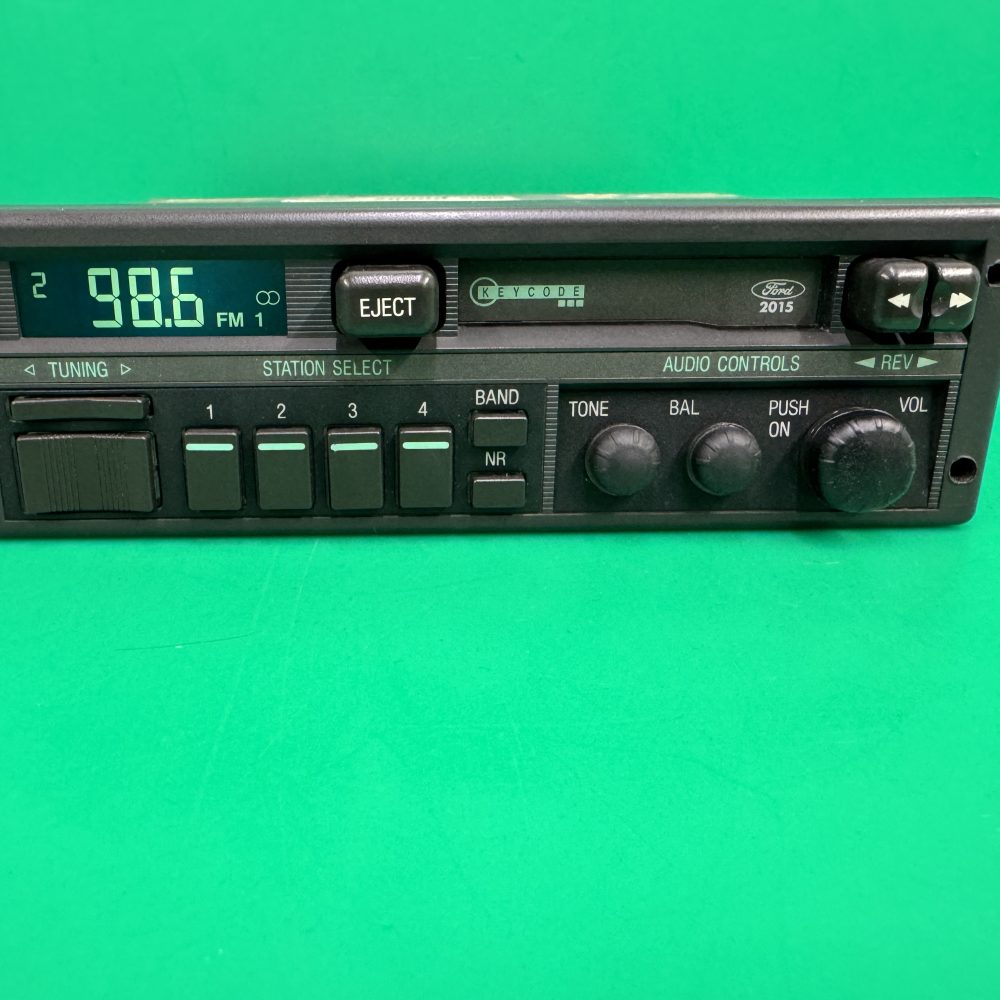 2 98.6 FM 1
EJECT
KEYCODE
Ford
2015
TUNING
STATION SELECT
AUDIO CONTROLS
REV
1 2 3 4
BAND
NR
TONE
BAL
PUSH
ON
VOL